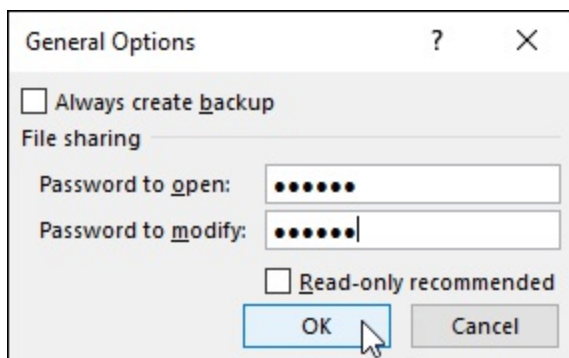 General Options ? ×
Always create backup
File sharing
Password to open: ●●●●●●
Password to modify: ●●●●●●
Read-only recommended
OK Cancel